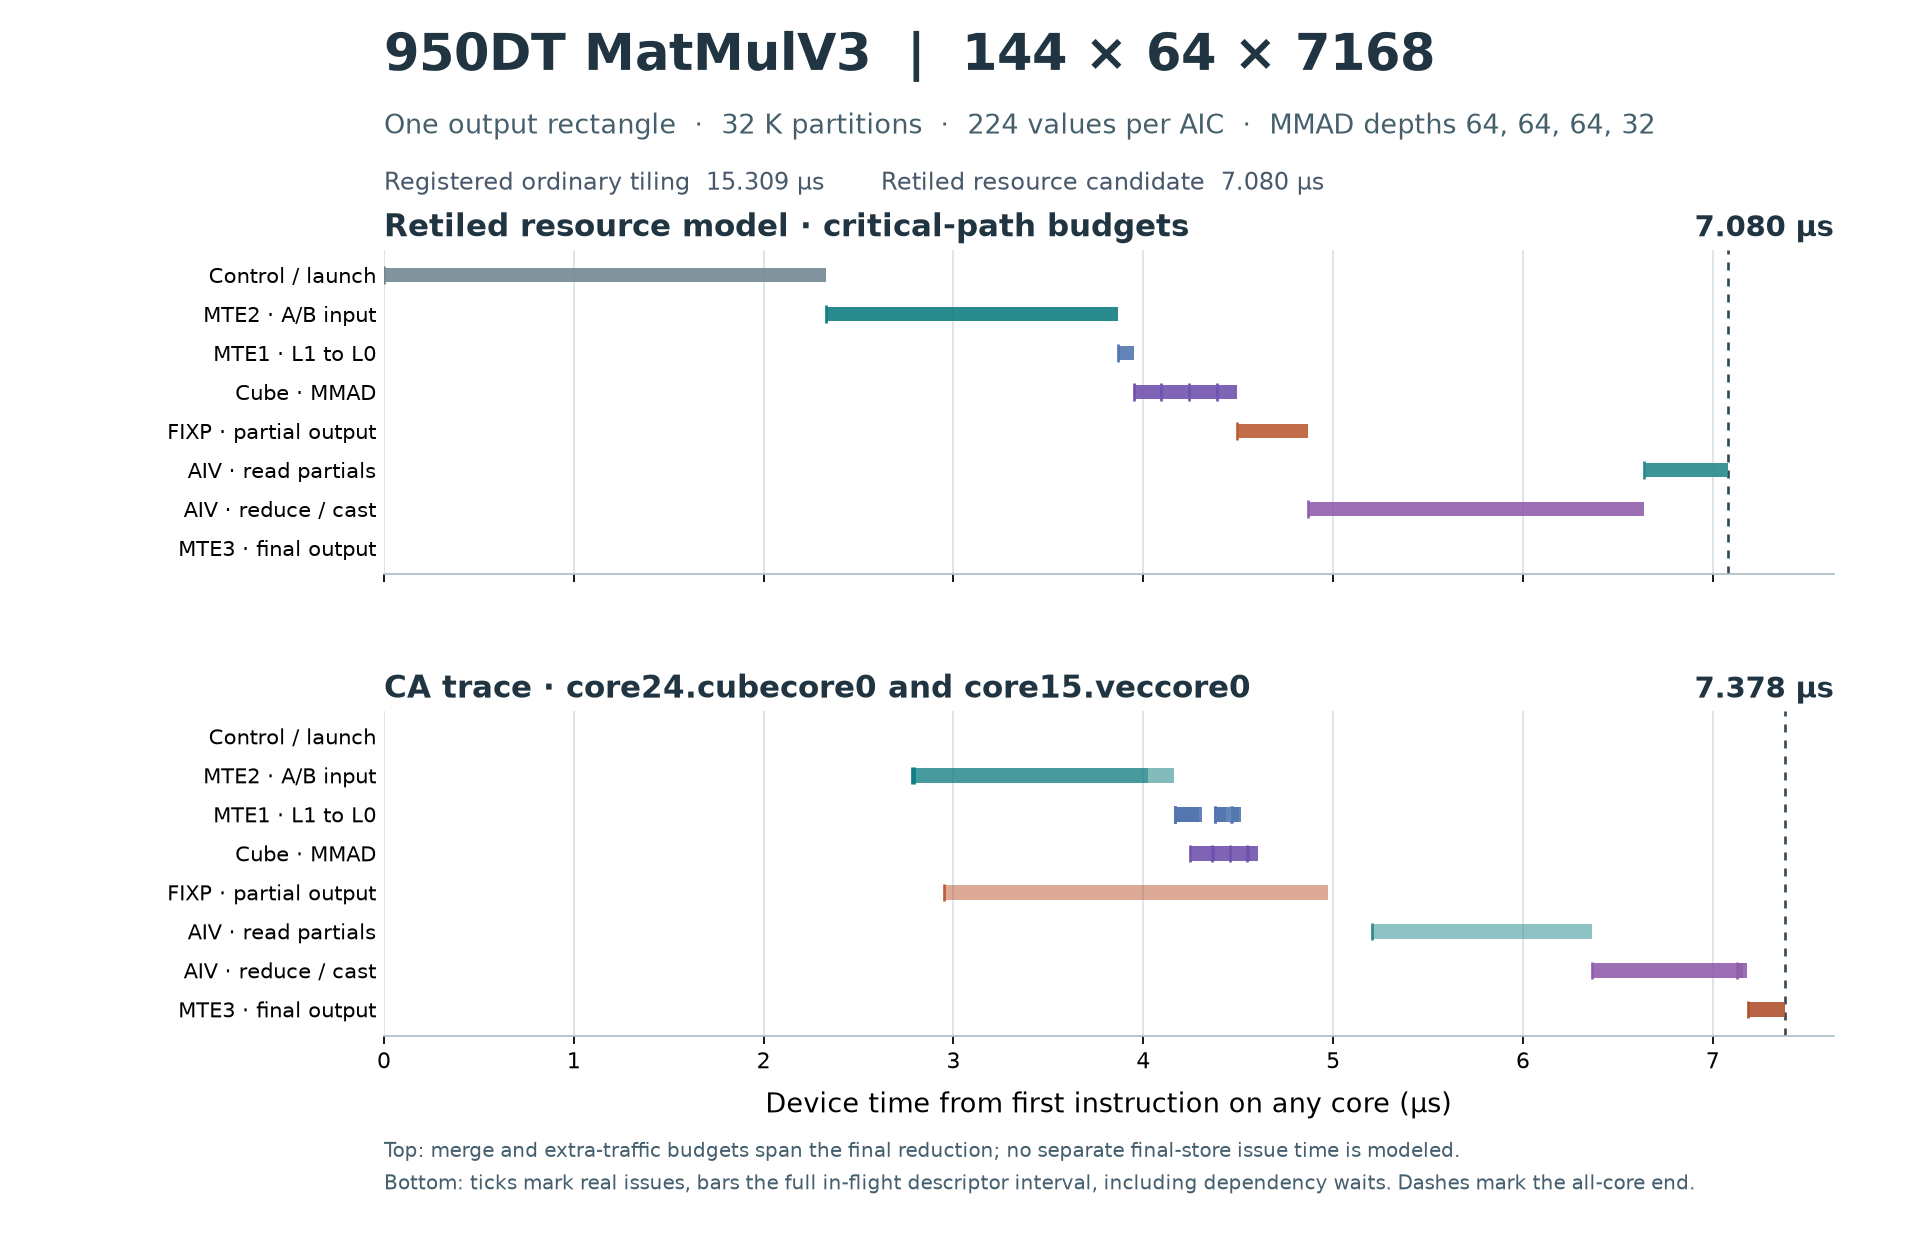 950DT MatMulV3 | 144 × 64 × 7168
One output rectangle · 32 K partitions · 224 values per AIC · MMAD depths 64, 64, 64, 32
Registered ordinary tiling 15.309 µs Retiled resource candidate 7.080 µs
Retiled resource model · critical-path budgets 7.080 µs
Control / launch
MTE2 · A/B input
MTE1 · L1 to L0
Cube · MMAD
FIXP · partial output
AIV · read partials
AIV · reduce / cast
MTE3 · final output
CA trace · core24.cubecore0 and core15.veccore0 7.378 µs
Control / launch
MTE2 · A/B input
MTE1 · L1 to L0
Cube · MMAD
FIXP · partial output
AIV · read partials
AIV · reduce / cast
MTE3 · final output
0 1 2 3 4 5 6 7
Device time from first instruction on any core (µs)
Top: merge and extra-traffic budgets span the final reduction; no separate final-store issue time is modeled.
Bottom: ticks mark real issues, bars the full in-flight descriptor interval, including dependency waits. Dashes mark the all-core end.